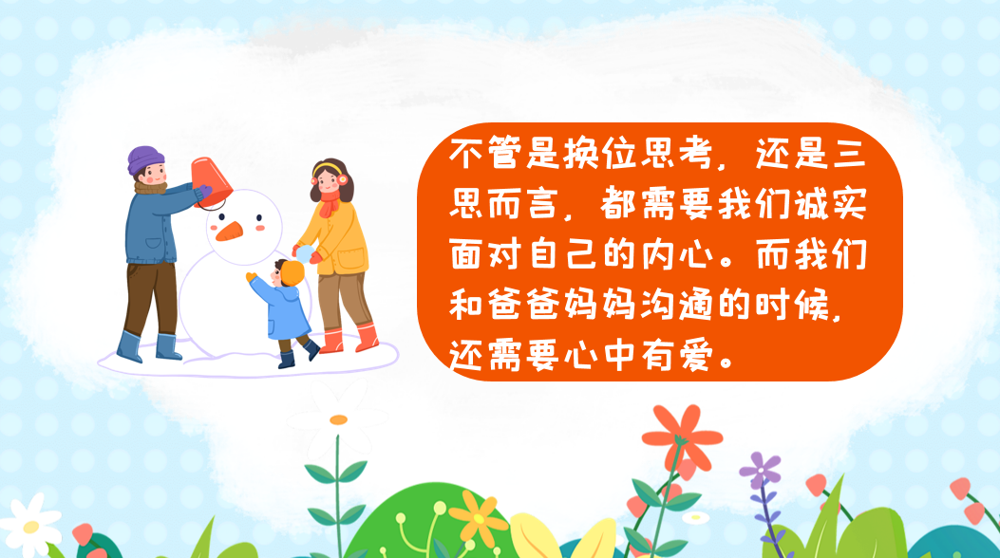 不管是换位思考，还是三
思而言，都需要我们诚实
面对自己的内心。而我们
和爸爸妈妈沟通的时候，
还需要心中有爱。